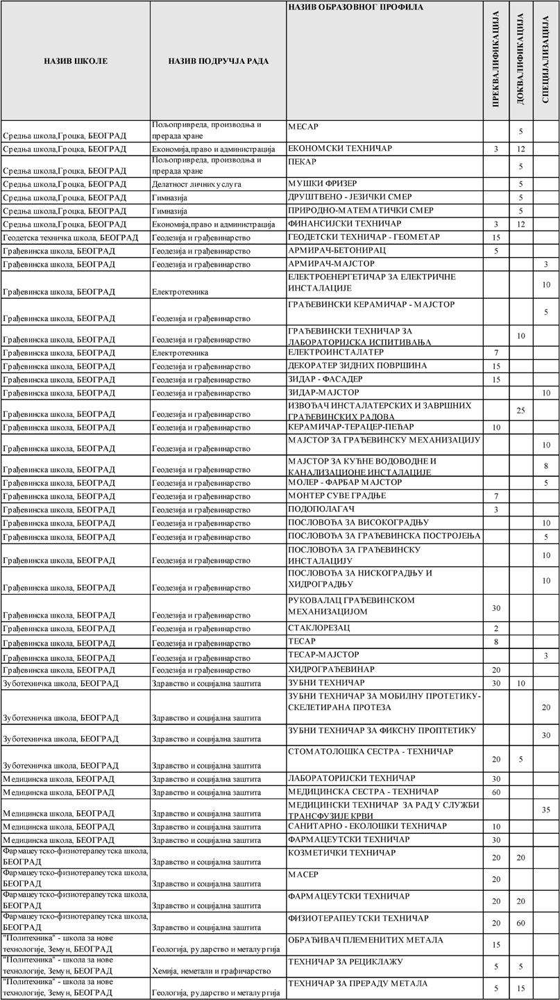 НАЗИВ ШКОЛЕ НАЗИВ ПОДРУЧЈА РАДА НАЗИВ ОБРАЗОВНОГ ПРОФИЛА ПРЕКВАЛИФИКАЦИЈА ДОКВАЛИФИКАЦИЈА СПЕЦИЈАЛИЗАЦИЈА
Средња школа,Гроцка, БЕОГРАД Пољопривреда, производња и
прерада хране МЕСАР 5
Средња школа,Гроцка, БЕОГРАД Економија,право и администрација ЕКОНОМСКИ ТЕХНИЧАР 3 12
Средња школа,Гроцка, БЕОГРАД Пољопривреда, производња и
прерада хране ПЕКАР 5
Средња школа,Гроцка, БЕОГРАД Делатност личних услуга МУШКИ ФРИЗЕР 5
Средња школа,Гроцка, БЕОГРАД Гимназија ДРУШТВЕНО - ЈЕЗИЧКИ СМЕР 5
Средња школа,Гроцка, БЕОГРАД Гимназија ПРИРОДНО-МАТЕМАТИЧКИ СМЕР 5
Средња школа,Гроцка, БЕОГРАД Економија,право и администрација ФИНАНСИЈСКИ ТЕХНИЧАР 3 12
Геодетска техничка школа, БЕОГРАД Геодезија и грађевинарство ГЕОДЕТСКИ ТЕХНИЧАР - ГЕОМЕТАР 15
Грађевинска школа, БЕОГРАД Геодезија и грађевинарство АРМИРАЧ-БЕТОНИРАЦ 5
Грађевинска школа, БЕОГРАД Геодезија и грађевинарство АРМИРАЧ-МАЈСТОР 3
Грађевинска школа, БЕОГРАД Електротехника ЕЛЕКТРОЕНЕРГЕТИЧАР ЗА ЕЛЕКТРИЧНЕ
ИНСТАЛАЦИЈЕ 10
Грађевинска школа, БЕОГРАД Геодезија и грађевинарство ГРАЂЕВИНСКИ КЕРАМИЧАР - МАЈСТОР 5
Грађевинска школа, БЕОГРАД Геодезија и грађевинарство ГРАЂЕВИНСКИ ТЕХНИЧАР ЗА
ЛАБОРАТОРИЈСКА ИСПИТИВАЊА 10
Грађевинска школа, БЕОГРАД Електротехника ЕЛЕКТРОИНСТАЛАТЕР 7
Грађевинска школа, БЕОГРАД Геодезија и грађевинарство ДЕКОРАТЕР ЗИДНИХ ПОВРШИНА 15
Грађевинска школа, БЕОГРАД Геодезија и грађевинарство ЗИДАР - ФАСАДЕР 15
Грађевинска школа, БЕОГРАД Геодезија и грађевинарство ЗИДАР-МАЈСТОР 10
Грађевинска школа, БЕОГРАД Геодезија и грађевинарство ИЗВОЂАЧ ИНСТАЛАТЕРСКИХ И ЗАВРШНИХ
ГРАЂЕВИНСКИХ РАДОВА 25
Грађевинска школа, БЕОГРАД Геодезија и грађевинарство КЕРАМИЧАР-ТЕРАЦЕР-ПЕЋАР 10
Грађевинска школа, БЕОГРАД Геодезија и грађевинарство МАЈСТОР ЗА ГРАЂЕВИНСКУ МЕХАНИЗАЦИЈУ 10
Грађевинска школа, БЕОГРАД Геодезија и грађевинарство МАЈСТОР ЗА КУЋНЕ ВОДОВОДНЕ И
КАНАЛИЗАЦИОНЕ ИНСТАЛАЦИЈЕ 8
Грађевинска школа, БЕОГРАД Геодезија и грађевинарство МОЛЕР - ФАРБАР МАЈСТОР 5
Грађевинска школа, БЕОГРАД Геодезија и грађевинарство МОНТЕР СУВЕ ГРАДЊЕ 7
Грађевинска школа, БЕОГРАД Геодезија и грађевинарство ПОДОПОЛАГАЧ 3
Грађевинска школа, БЕОГРАД Геодезија и грађевинарство ПОСЛОВОЂА ЗА ВИСОКОГРАДЊУ 10
Грађевинска школа, БЕОГРАД Геодезија и грађевинарство ПОСЛОВОЂА ЗА ГРАЂЕВИНСКА ПОСТРОЈЕЊА 5
Грађевинска школа, БЕОГРАД Геодезија и грађевинарство ПОСЛОВОЂА ЗА ГРАЂЕВИНСКУ
ИНСТАЛАЦИЈУ 10
Грађевинска школа, БЕОГРАД Геодезија и грађевинарство ПОСЛОВОЂА ЗА НИСКОГРАДЊУ И
ХИДРОГРАДЊУ 10
Грађевинска школа, БЕОГРАД Геодезија и грађевинарство РУКОВАЛАЦ ГРАЂЕВИНСКОМ
МЕХАНИЗАЦИЈОМ 30
Грађевинска школа, БЕОГРАД Геодезија и грађевинарство СТАКЛОРЕЗАЦ 2
Грађевинска школа, БЕОГРАД Геодезија и грађевинарство ТЕСАР 8
Грађевинска школа, БЕОГРАД Геодезија и грађевинарство ТЕСАР-МАЈСТОР 3
Грађевинска школа, БЕОГРАД Геодезија и грађевинарство ХИДРОГРАЂЕВИНАР 20
Зуботехничка школа, БЕОГРАД Здравство и социјална заштита ЗУБНИ ТЕХНИЧАР 30 10
Зуботехничка школа, БЕОГРАД Здравство и социјална заштита ЗУБНИ ТЕХНИЧАР ЗА МОБИЛНУ ПРОТЕТИКУ-
СКЕЛЕТИРАНА ПРОТЕЗА 20
Зуботехничка школа, БЕОГРАД Здравство и социјална заштита ЗУБНИ ТЕХНИЧАР ЗА ФИКСНУ ПРОПТЕТИКУ 30
Зуботехничка школа, БЕОГРАД Здравство и социјална заштита СТОМАТОЛОШКА СЕСТРА - ТЕХНИЧАР 20 5
Медицинска школа, БЕОГРАД Здравство и социјална заштита ЛАБОРАТОРИЈСКИ ТЕХНИЧАР 30
Медицинска школа, БЕОГРАД Здравство и социјална заштита МЕДИЦИНСКА СЕСТРА - ТЕХНИЧАР 60
Медицинска школа, БЕОГРАД Здравство и социјална заштита МЕДИЦИНСКИ ТЕХНИЧАР ЗА РАД У СЛУЖБИ
ТРАНСФУЗИЈЕ КРВИ 35
Медицинска школа, БЕОГРАД Здравство и социјална заштита САНИТАРНО - ЕКОЛОШКИ ТЕХНИЧАР 10
Медицинска школа, БЕОГРАД Здравство и социјална заштита ФАРМАЦЕУТСКИ ТЕХНИЧАР 30
Фармацеутско-физиотерапеутска школа,
БЕОГРАД Здравство и социјална заштита КОЗМЕТИЧКИ ТЕХНИЧАР 20 20
Фармацеутско-физиотерапеутска школа,
БЕОГРАД Здравство и социјална заштита МАСЕР 20
Фармацеутско-физиотерапеутска школа,
БЕОГРАД Здравство и социјална заштита ФАРМАЦЕУТСКИ ТЕХНИЧАР 20 20
Фармацеутско-физиотерапеутска школа,
БЕОГРАД Здравство и социјална заштита ФИЗИОТЕРАПЕУТСКИ ТЕХНИЧАР 20 60
"Политехника" - школа за нове
технологије, Земун, БЕОГРАД Геологија, рударство и металургија ОБРАЂИВАЧ ПЛЕМЕНИТИХ МЕТАЛА 15
"Политехника" - школа за нове
технологије, Земун, БЕОГРАД Хемија, неметали и графичарство ТЕХНИЧАР ЗА РЕЦИКЛАЖУ 5 5
"Политехника" - школа за нове
технологије, Земун, БЕОГРАД Геологија, рударство и металургија ТЕХНИЧАР ЗА ПРЕРАДУ МЕТАЛА 5 15